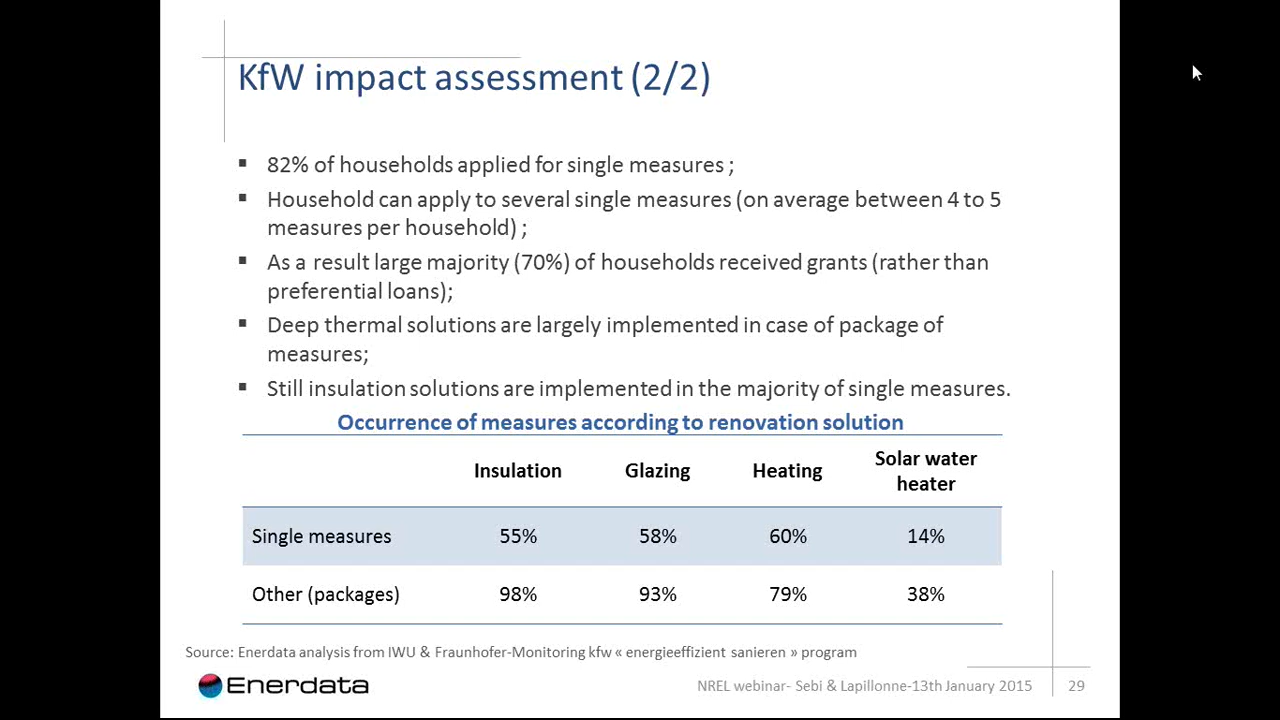 KfW impact assessment (2/2)
▪ 82% of households applied for single measures ;
▪ Household can apply to several single measures (on average between 4 to 5
measures per household) ;
▪ As a result large majority (70%) of households received grants (rather than
preferential loans);
▪ Deep thermal solutions are largely implemented in case of package of
measures;
▪ Still insulation solutions are implemented in the majority of single measures.
Occurrence of measures according to renovation solution
Insulation Glazing Heating Solar water
heater
Single measures 55% 58% 60% 14%
Other (packages) 98% 93% 79% 38%
Source: Enerdata analysis from IWU & Fraunhofer-Monitoring kfw « energieeffizient sanieren » program
Enerdata
NREL webinar- Sebi & Lapillonne-13th January 2015 29